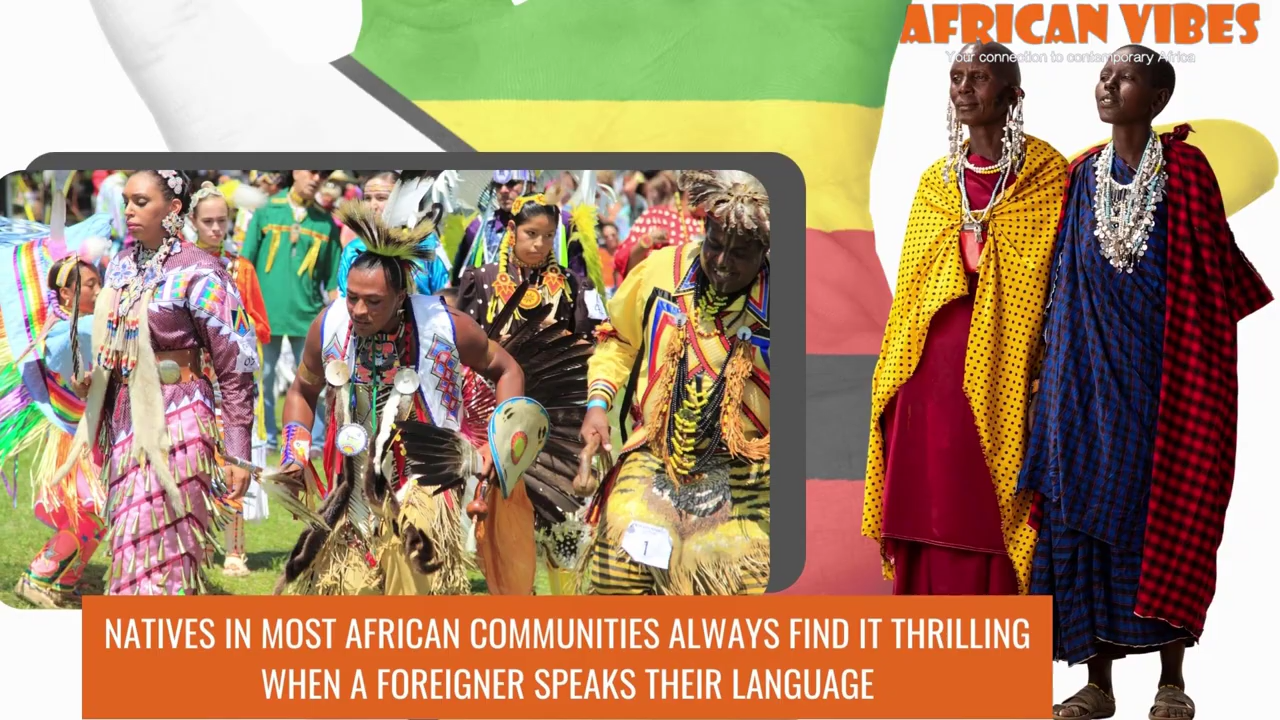 AFRICAN VIBES
Your connection to contemporary Africa
1
NATIVES IN MOST AFRICAN COMMUNITIES ALWAYS FIND IT THRILLING
WHEN A FOREIGNER SPEAKS THEIR LANGUAGE